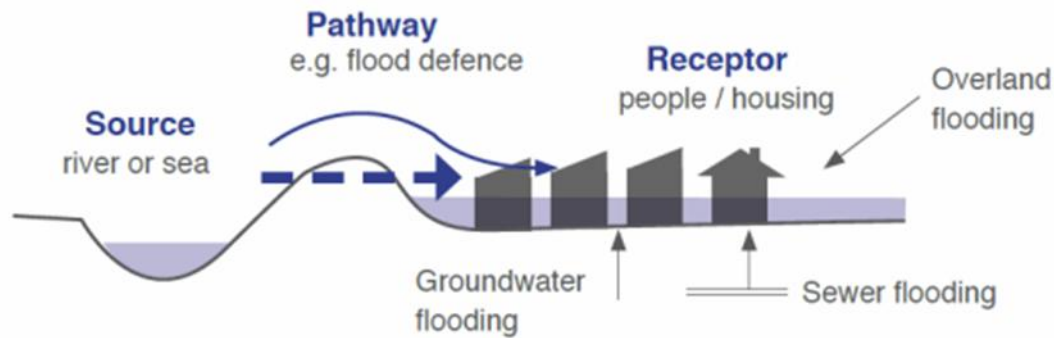 Pathway
e.g. flood defence
Receptor
people / housing
Overland
flooding
Source
river or sea
Groundwater
flooding
Sewer flooding